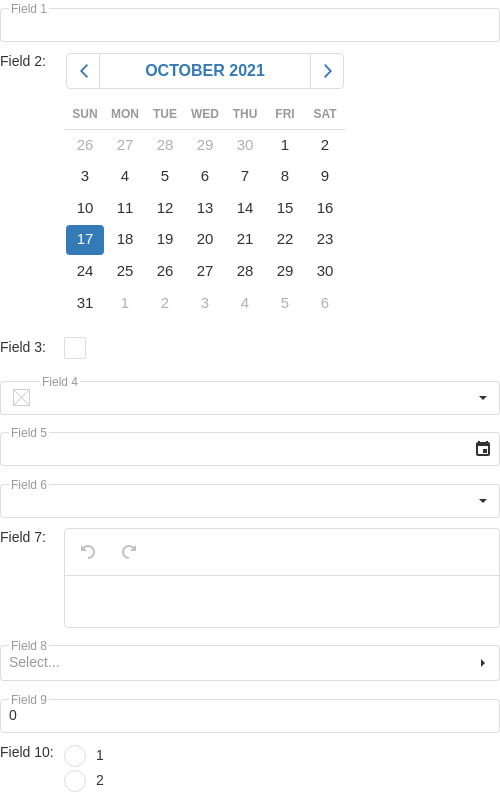 Field 1
Field 2:
OCTOBER 2021
SUN MON TUE WED THU FRI SAT
26 27 28 29 30 1 2
3 4 5 6 7 8 9
10 11 12 13 14 15 16
17 18 19 20 21 22 23
24 25 26 27 28 29 30
31 1 2 3 4 5 6
Field 3:
Field 4
Field 5
Field 6
Field 7:
Field 8
Select...
Field 9
0
Field 10:
1
2